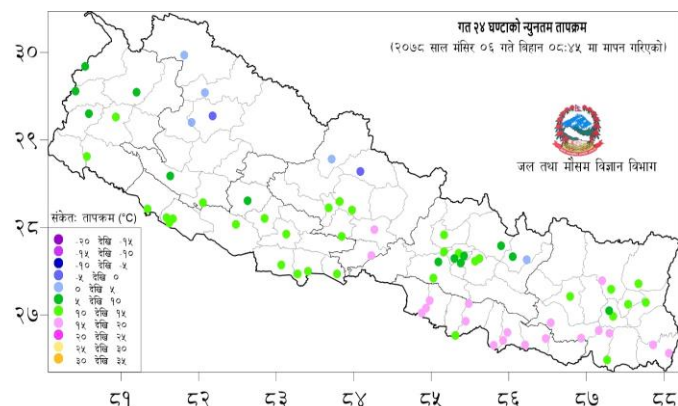 गत २४ घण्टाको न्युनतम तापक्रम
(२०७८ साल मंसिर ०६ गते बिहान ०८:४५ मा मापन गरिएको)
जल तथा मौसम विज्ञान विभाग
३०
२९
२८
२७
संकेतः तापक्रम (°C)
-२० देखि -१५
-१५ देखि -१०
-१० देखि -५
-५ देखि ०
० देखि ५
५ देखि १०
१० देखि १५
१५ देखि २०
२० देखि २५
२५ देखि ३०
३० देखि ३५
८१ ८२ ८३ ८४ ८५ ८६ ८७ ८८